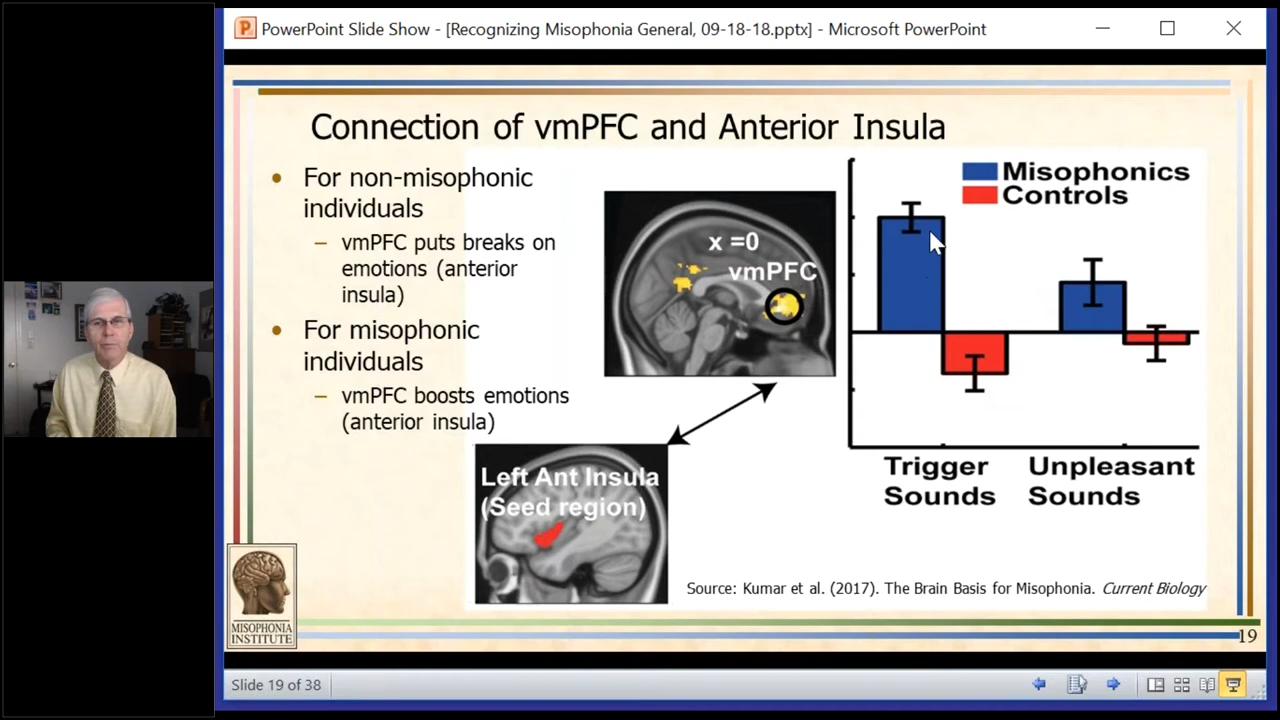 PowerPoint Slide Show - [Recognizing Misophonia General, 09-18-18.pptx] - Microsoft PowerPoint
Connection of vmPFC and Anterior Insula
• For non-misophonic
individuals
– vmPFC puts breaks on
emotions (anterior
insula)
• For misophonic
individuals
– vmPFC boosts emotions
(anterior insula)
x =0
vmPFC
Left Ant Insula
(Seed region)
Misophonics
Controls
Trigger
Sounds
Unpleasant
Sounds
Source: Kumar et al. (2017). The Brain Basis for Misophonia. Current Biology
MISOPHONIA
INSTITUTE
19
Slide 19 of 38